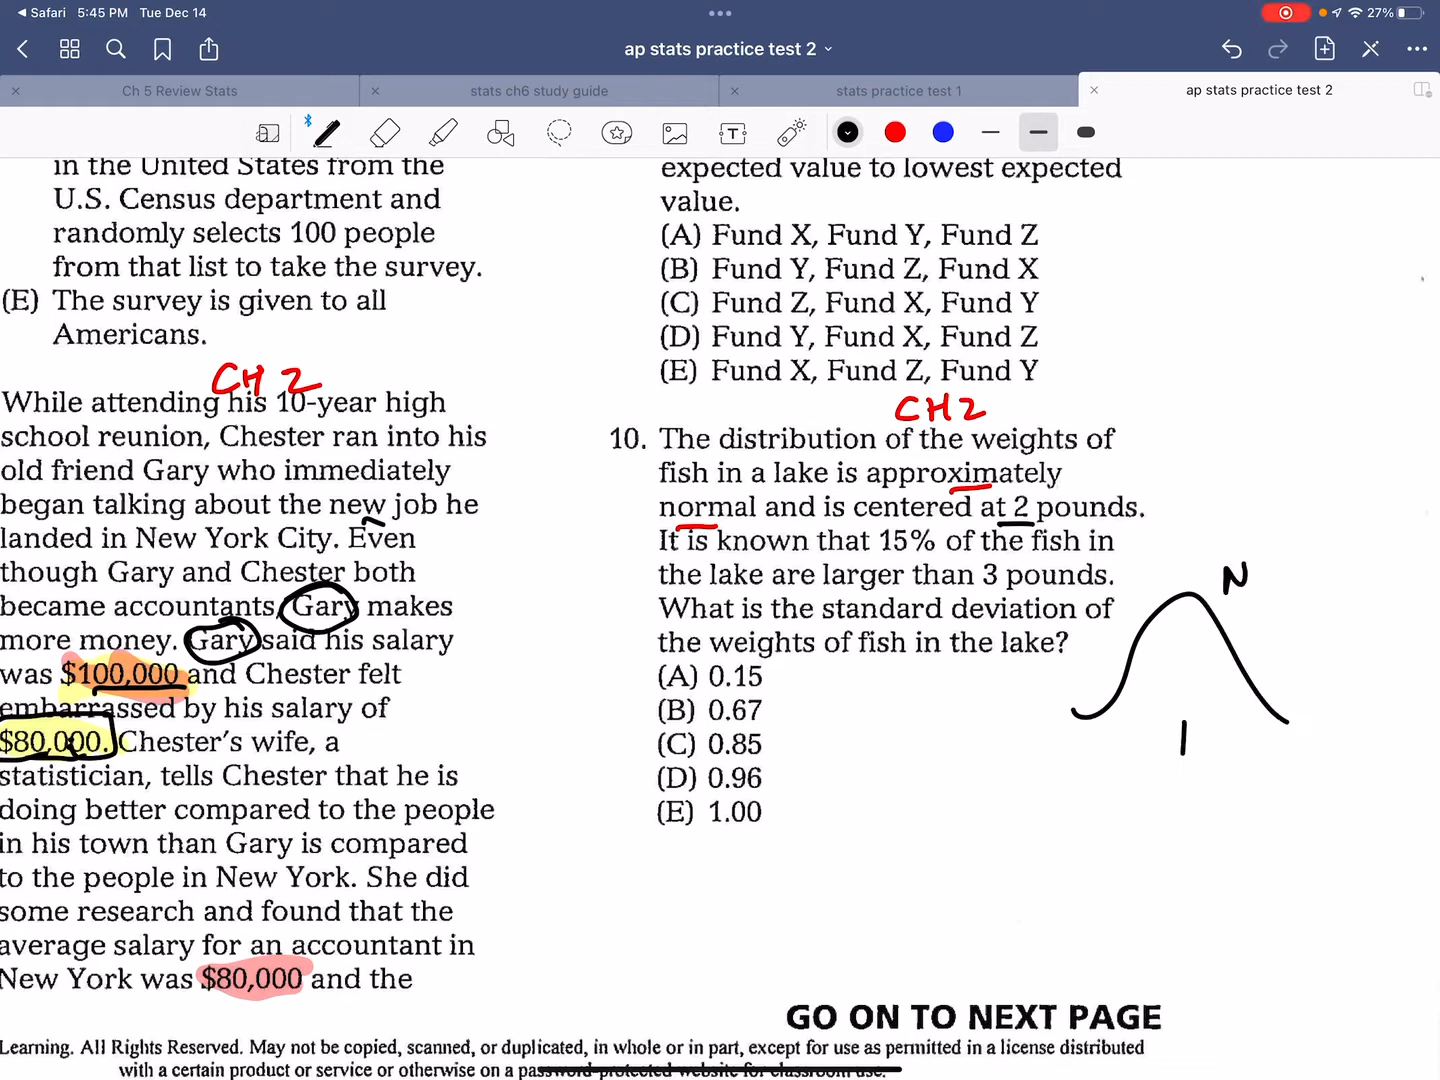 Safari 5:45 PM Tue Dec 14
27%
ap stats practice test 2
Ch 5 Review Stats
stats ch6 study guide
stats practice test 1
ap stats practice test 2
in the United States from the
U.S. Census department and
randomly selects 100 people
from that list to take the survey.
(E) The survey is given to all
Americans.
CH 2
While attending his 10-year high
school reunion, Chester ran into his
old friend Gary who immediately
began talking about the new job he
landed in New York City. Even
though Gary and Chester both
became accountants, Gary makes
more money. Gary said his salary
was $100,000 and Chester felt
embarrassed by his salary of
$80,000. Chester's wife, a
statistician, tells Chester that he is
doing better compared to the people
in his town than Gary is compared
to the people in New York. She did
some research and found that the
average salary for an accountant in
New York was $80,000 and the
expected value to lowest expected
value.
(A) Fund X, Fund Y, Fund Z
(B) Fund Y, Fund Z, Fund X
(C) Fund Z, Fund X, Fund Y
(D) Fund Y, Fund X, Fund Z
(E) Fund X, Fund Z, Fund Y
CH2
10. The distribution of the weights of
fish in a lake is approximately
normal and is centered at 2 pounds.
It is known that 15% of the fish in
the lake are larger than 3 pounds.
What is the standard deviation of
the weights of fish in the lake?
(A) 0.15
(B) 0.67
(C) 0.85
(D) 0.96
(E) 1.00
N
GO ON TO NEXT PAGE
Learning. All Rights Reserved. May not be copied, scanned, or duplicated, in whole or in part, except for use as permitted in a license distributed
with a certain product or service or otherwise on a password-protected website for classroom use.